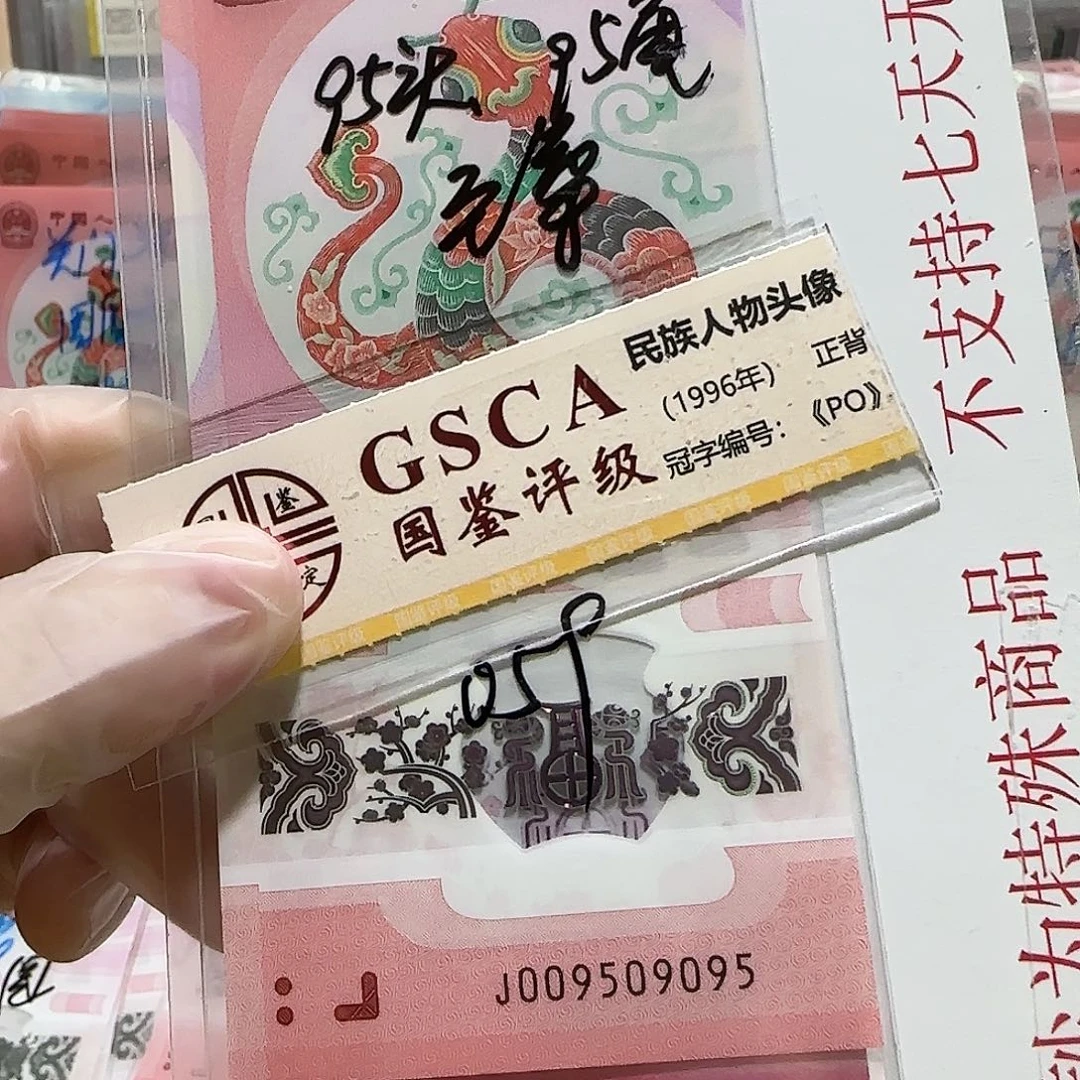 95头 95尾
GSCA
国鉴评级
民族人物头像
(1996年) 正背
冠字编号：《PO》
059
J009509095
为特殊商品 不支持七天无